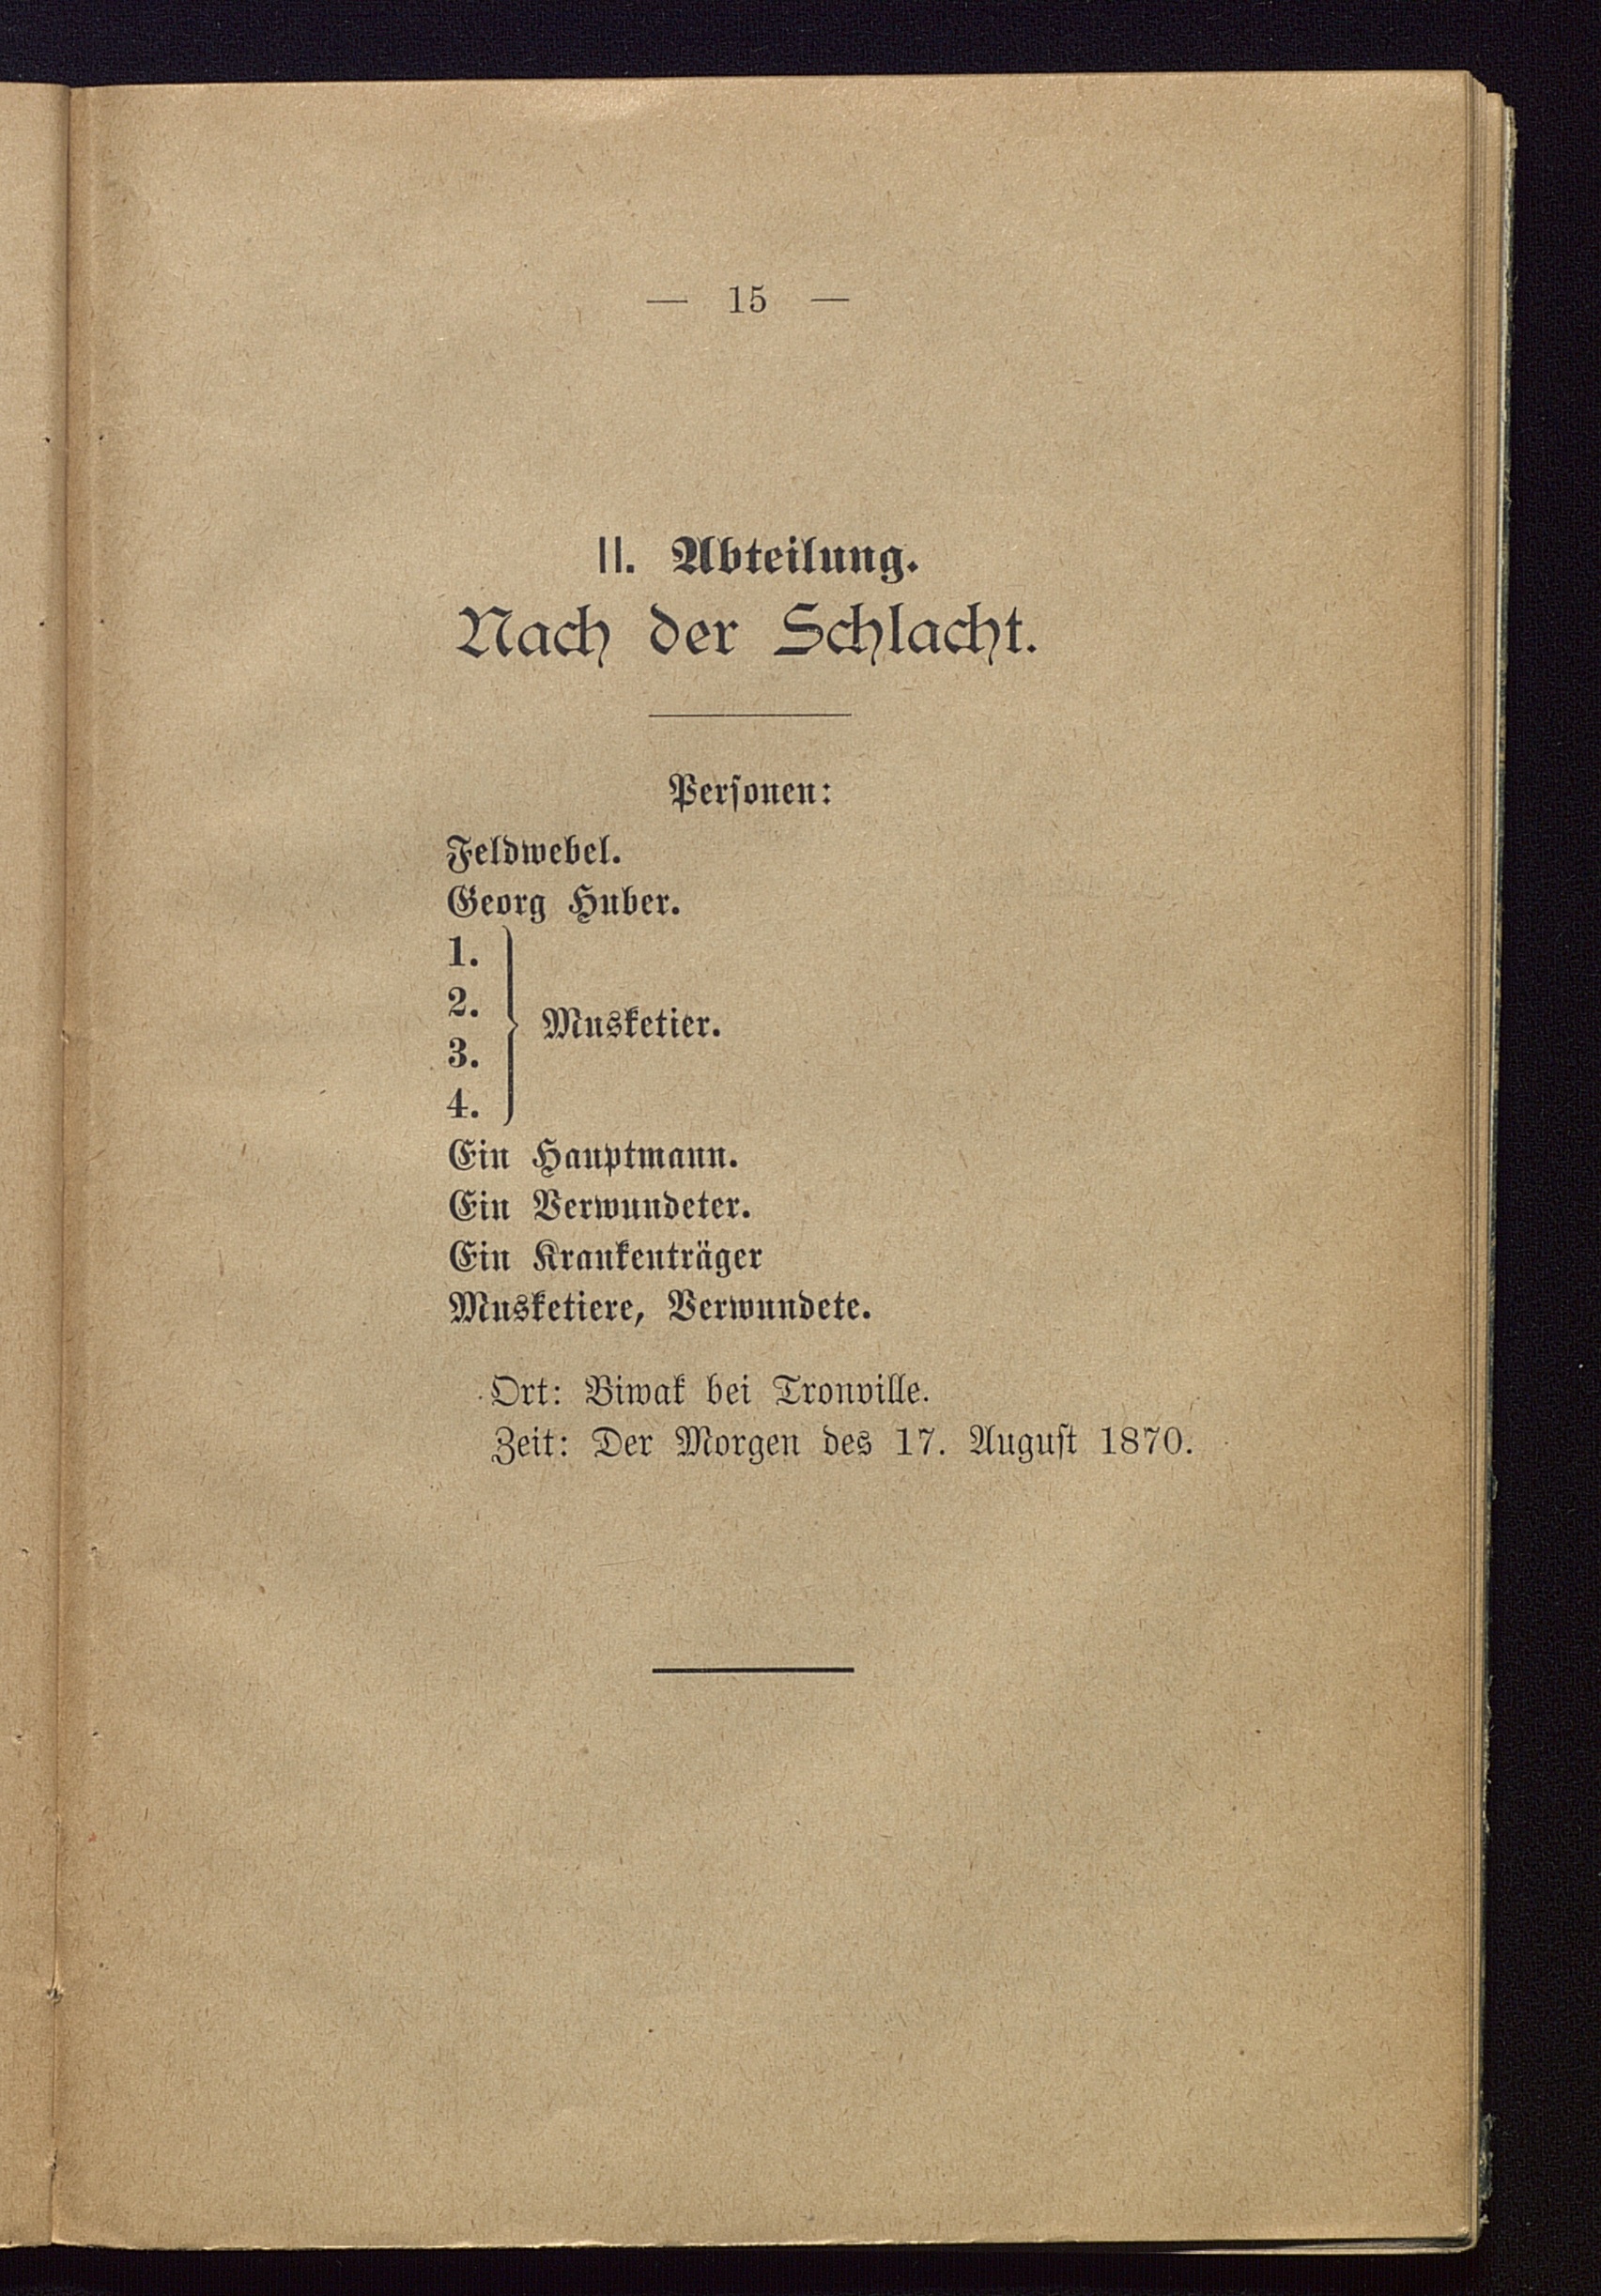 — 15 —
II. Abteilung.
Nach der Schlacht.
Personen:
Feldwebel.
Georg Huber.
1.
2.
3.
4.
Musketier.
Ein Hauptmann.
Ein Verwundeter.
Ein Krankenträger
Musketiere, Verwundete.
Ort: Biwak bei Tronville.
Zeit: Der Morgen des 17. August 1870.